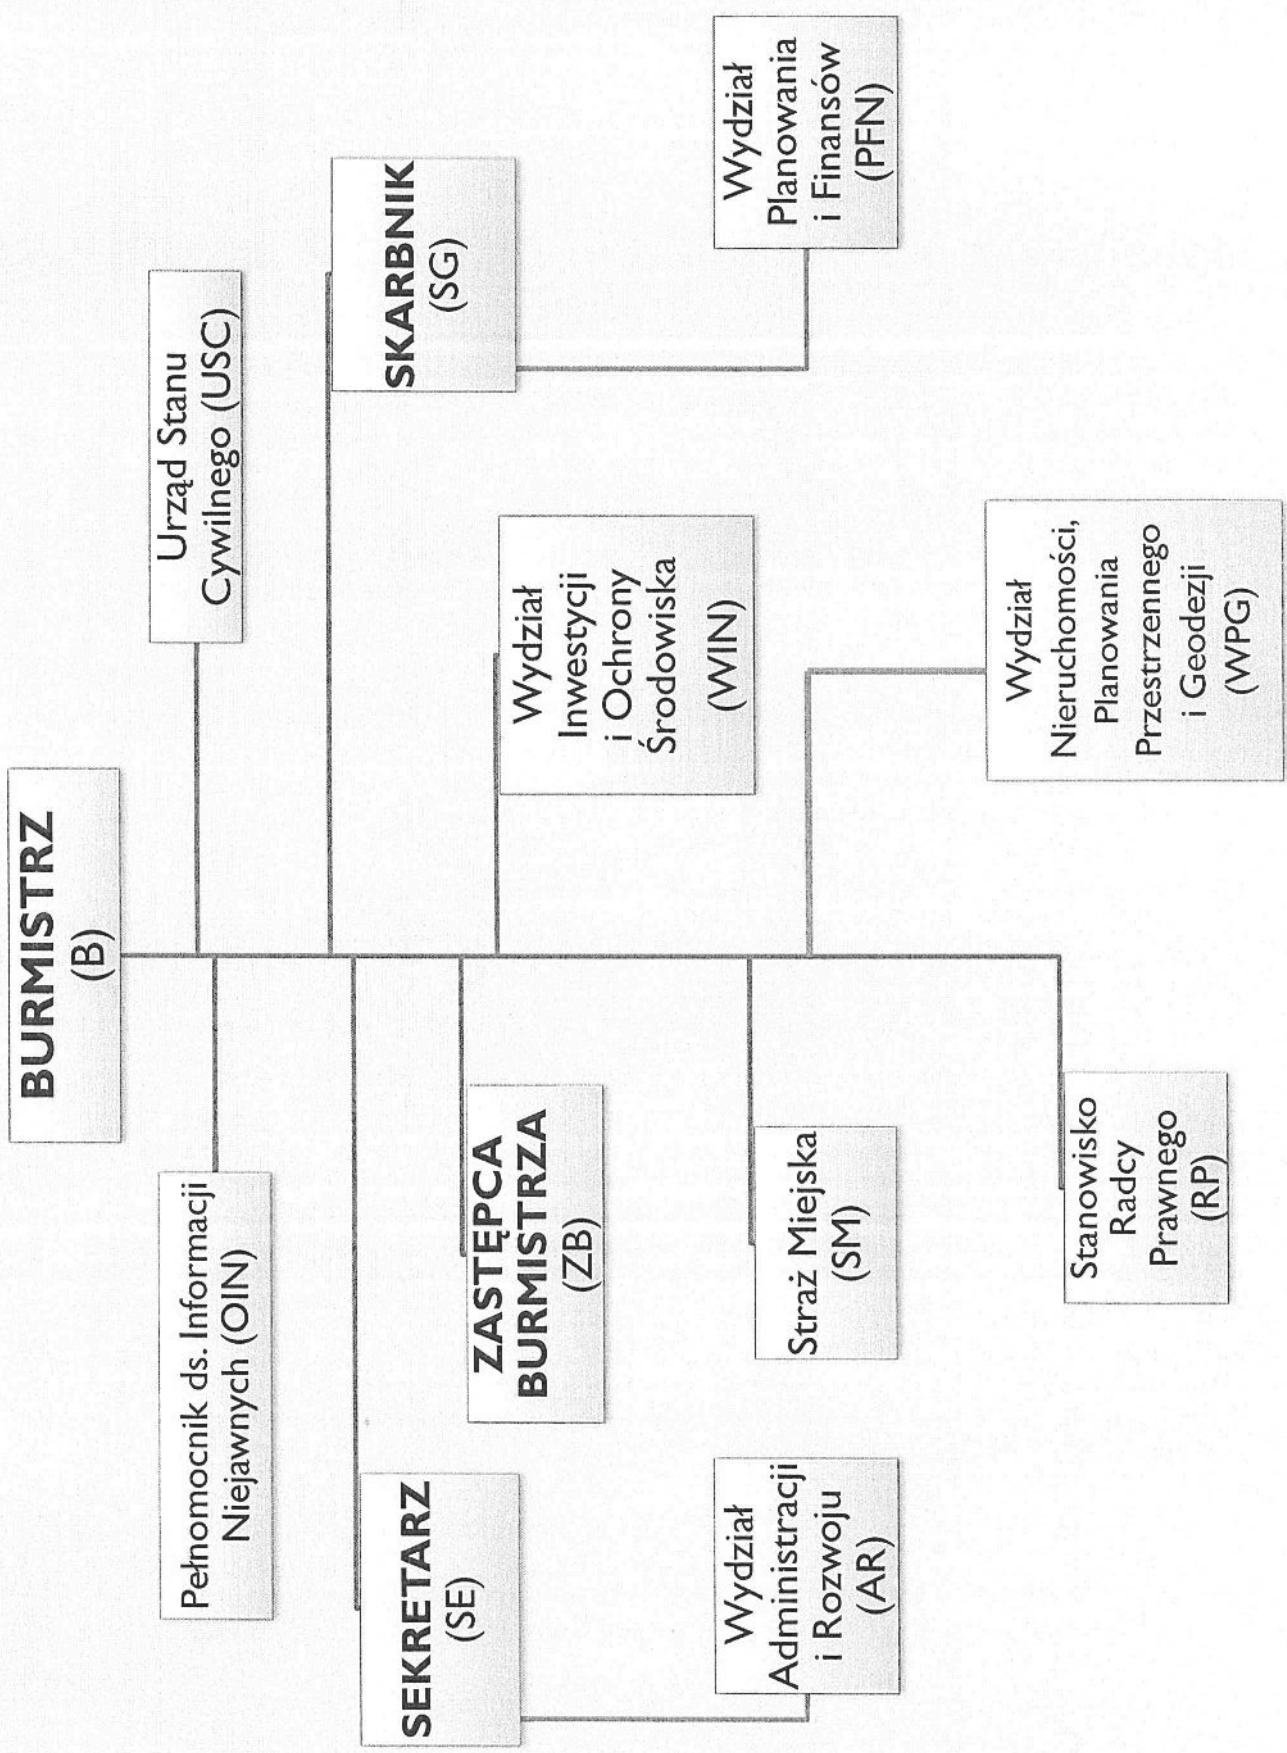 BURMISTRZ
(B)
Pełnomocnik ds. Informacji
Niejawnych (OIN)
Urząd Stanu
Cywilnego (USC)
SEKRETARZ
(SE)
SKARBNIK
(SG)
ZASTĘPCA
BURMISTRZA
(ZB)
Wydział
Inwestycji
i Ochrony
Środowiska
(WIN)
Wydział
Administracji
i Rozwoju
(AR)
Straż Miejska
(SM)
Wydział
Planowania
i Finansów
(PFN)
Stanowisko
Radcy
Prawnego
(RP)
Wydział
Nieruchomości,
Planowania
Przestrzennego
i Geodezji
(WPG)